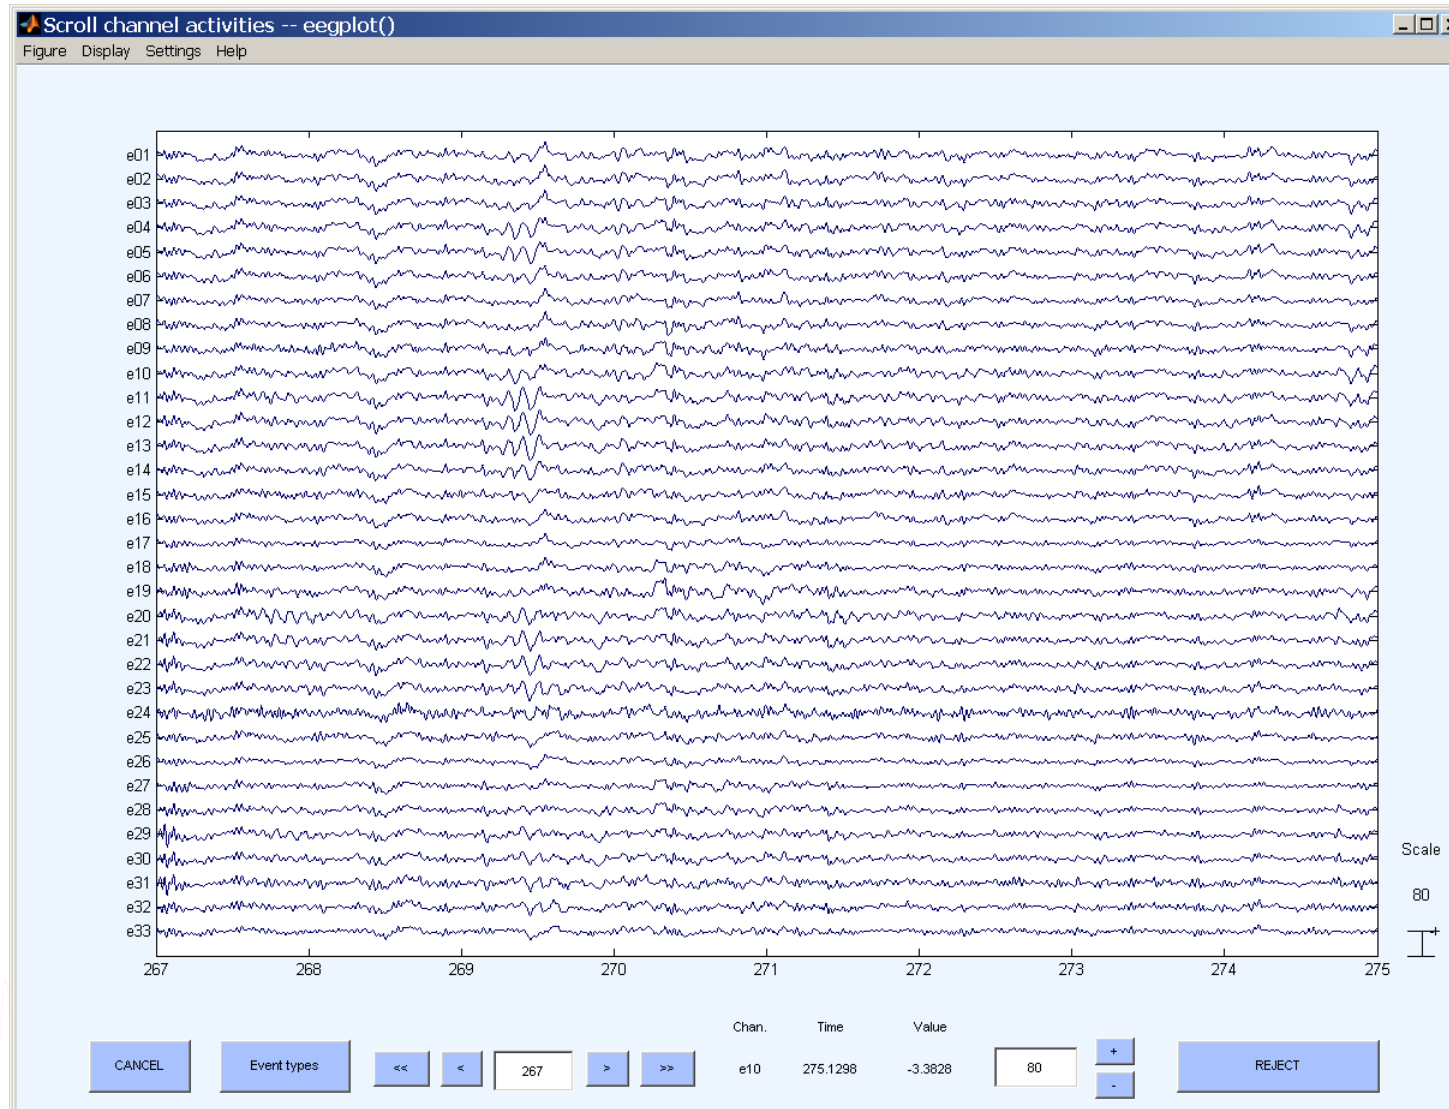 Scroll channel activities -- eegplot()
Figure Display Settings Help
e01
e02
e03
e04
e05
e06
e07
e08
e09
e10
e11
e12
e13
e14
e15
e16
e17
e18
e19
e20
e21
e22
e23
e24
e25
e26
e27
e28
e29
e30
e31
e32
e33
267 268 269 270 271 272 273 274 275
Scale
80
+
Chan. Time Value
CANCEL Event types << < 267 > >> e10 275.1298 -3.3828 80 + - REJECT